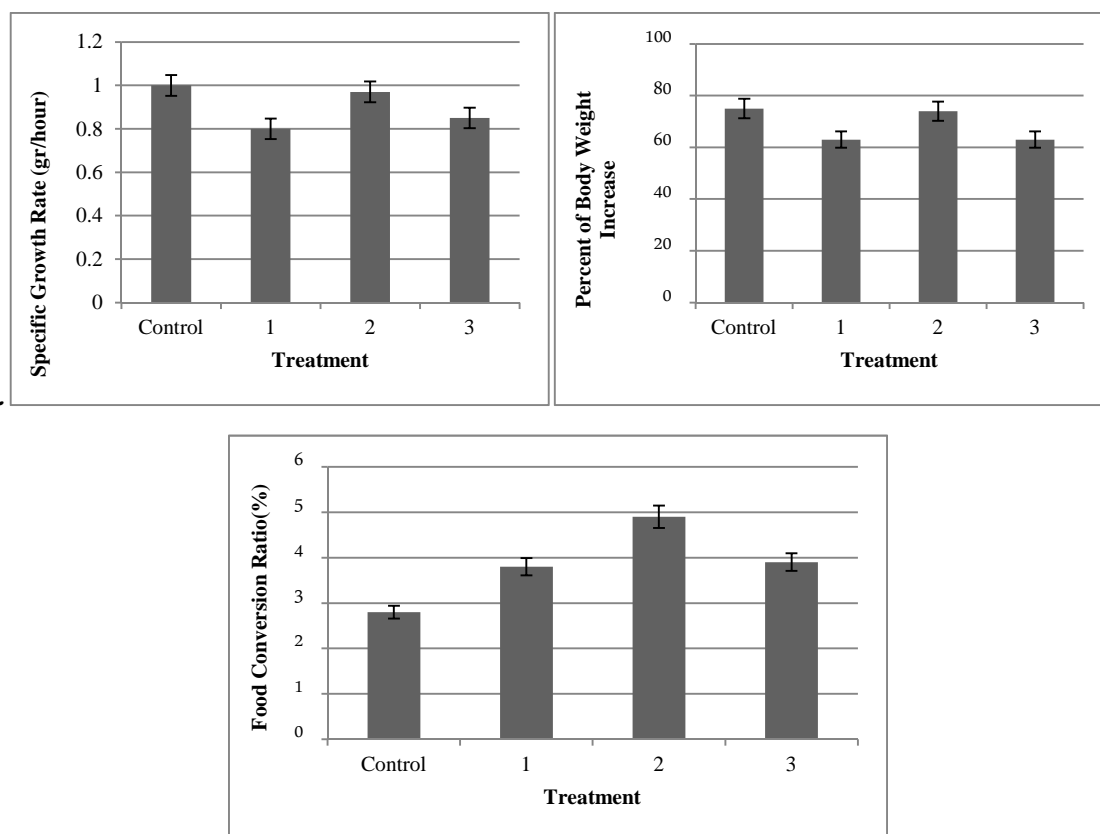 Specific Growth Rate (gr/hour)
1.2
1
0.8
0.6
0.4
0.2
0
Control 1 2 3
Treatment
Percent of Body Weight
Increase
100
80
60
40
20
0
Control 1 2 3
Treatment
Food Conversion Ratio(%)
6
5
4
3
2
1
0
Control 1 2 3
Treatment